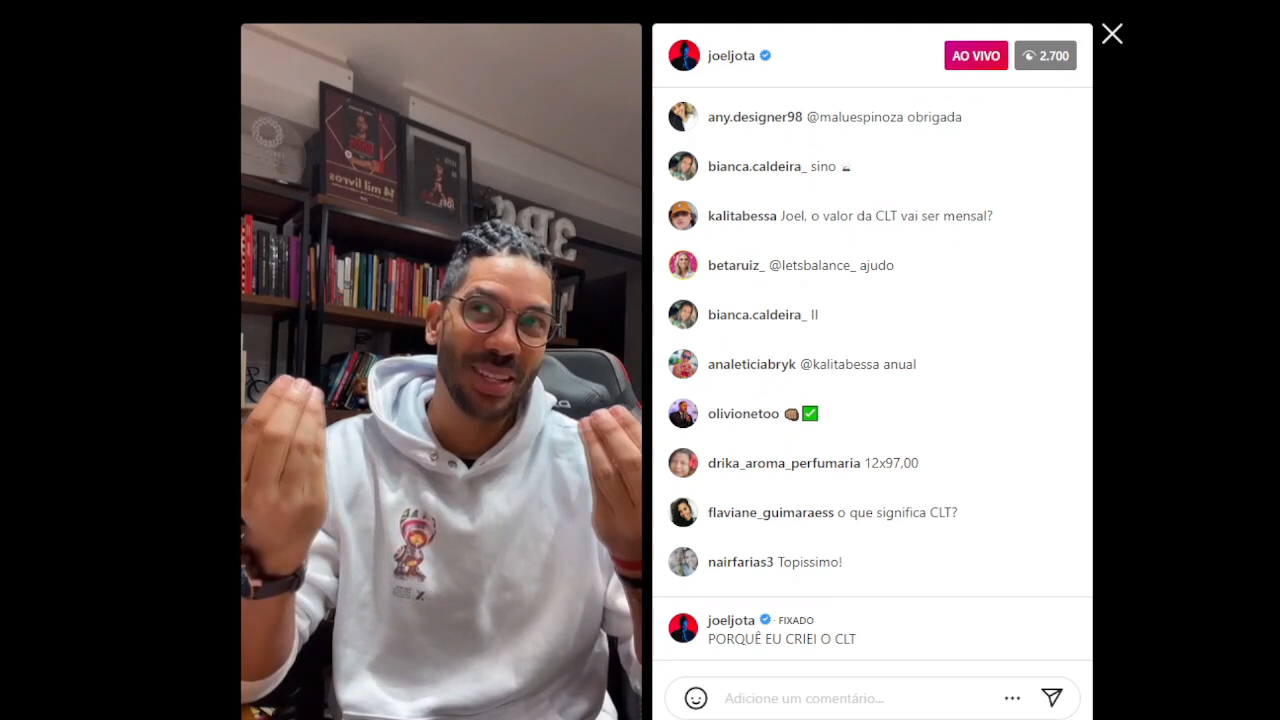 joeljota
AO VIVO
2.700
any.designer98 @maluespinoza obrigada
bianca.caldeira_ sino
kalitabessa Joel, o valor da CLT vai ser mensal?
betaruiz_ @letsbalance_ ajudo
bianca.caldeira_ ll
analeticiabryk @kalitabessa anual
olivionetoo
drika_aroma_perfumaria 12x97,00
flaviane_guimaraess o que significa CLT?
nairfarias3 Topissimo!
joeljota · FIXADO
PORQUÊ EU CRIEI O CLT
Adicione um comentário...
14 mil livros